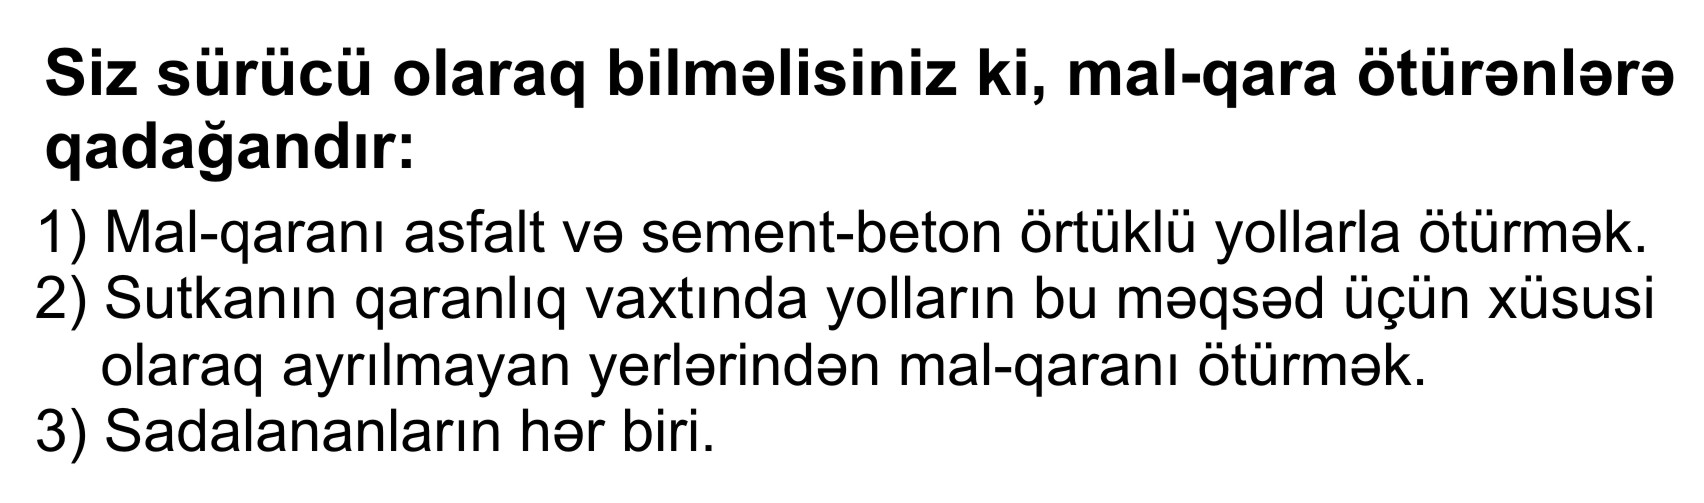 Siz sürücü olaraq bilməlisiniz ki, mal-qara ötürənlərə
qadağandır:
1) Mal-qaranı asfalt və sement-beton örtüklü yollarla ötürmək.
2) Sutkanın qaranlıq vaxtında yolların bu məqsəd üçün xüsusi
olaraq ayrılmayan yerlərindən mal-qaranı ötürmək.
3) Sadalananların hər biri.